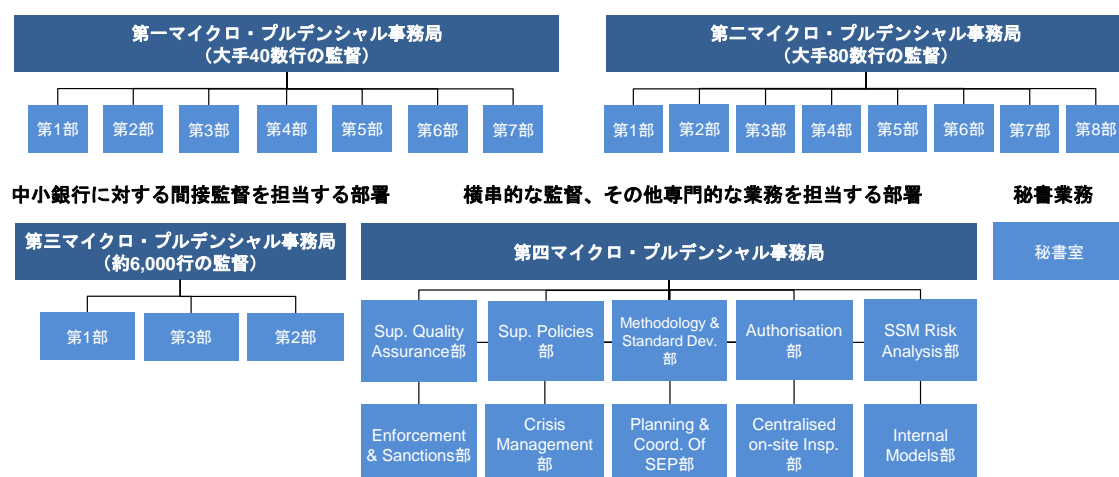 第一マイクロ・プルデンシャル事務局
（大手40数行の監督）
第二マイクロ・プルデンシャル事務局
（大手80数行の監督）
第1部
第2部
第3部
第4部
第5部
第6部
第7部
第1部
第2部
第3部
第4部
第5部
第6部
第7部
第8部
中小銀行に対する間接監督を担当する部署
横串的な監督、その他専門的な業務を担当する部署
秘書業務
第三マイクロ・プルデンシャル事務局
（約6,000行の監督）
第四マイクロ・プルデンシャル事務局
秘書室
第1部
第3部
第2部
Sup. Quality
Assurance部
Sup. Policies
部
Methodology &
Standard Dev.
部
Authorisation
部
SSM Risk
Analysis部
Enforcement
& Sanctions部
Crisis
Management
部
Planning &
Coord. Of
SEP部
Centralised
on-site Insp.
部
Internal
Models部